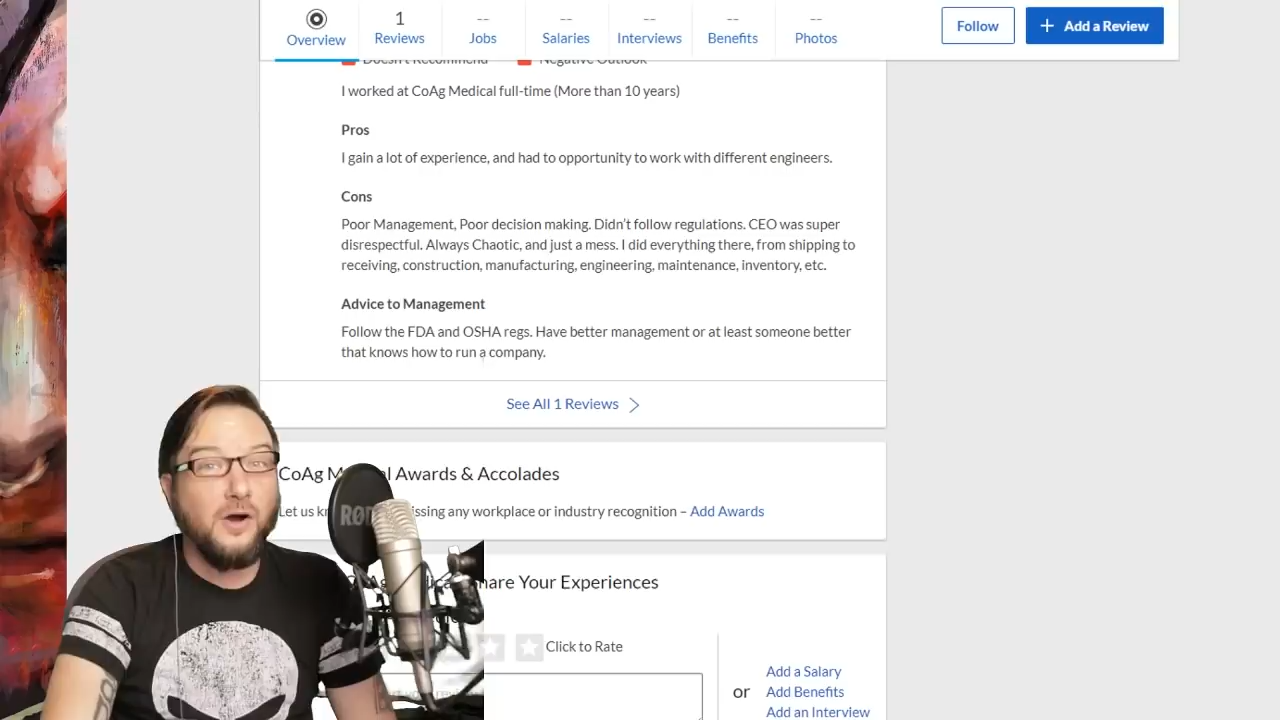 1 -- -- -- -- --
Overview Reviews Jobs Salaries Interviews Benefits Photos Follow + Add a Review
Doesn't Recommend Negative Outlook
I worked at CoAg Medical full-time (More than 10 years)
Pros
I gain a lot of experience, and had to opportunity to work with different engineers.
Cons
Poor Management, Poor decision making. Didn't follow regulations. CEO was super
disrespectful. Always Chaotic, and just a mess. I did everything there, from shipping to
receiving, construction, manufacturing, engineering, maintenance, inventory, etc.
Advice to Management
Follow the FDA and OSHA regs. Have better management or at least someone better
that knows how to run a company.
See All 1 Reviews
CoAg Awards & Accolades
Let us any workplace or industry recognition – Add Awards
Share Your Experiences
Click to Rate
or
Add a Salary
Add Benefits
Add an Interview
RØDE